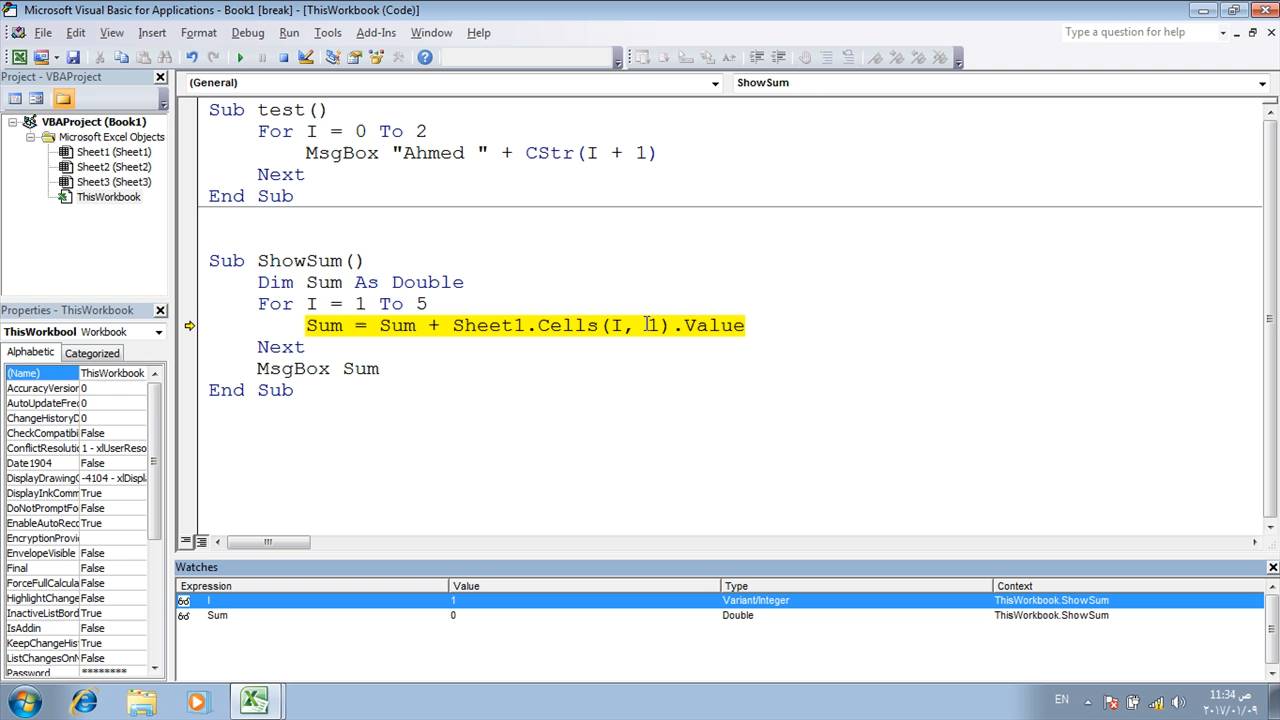 Microsoft Visual Basic for Applications - Book1 [break] - [ThisWorkbook (Code)]
File Edit View Insert Format Debug Run Tools Add-Ins Window Help
Type a question for help
Project - VBAProject
(General)
ShowSum
VBAProject (Book1)
Microsoft Excel Objects
Sheet1 (Sheet1)
Sheet2 (Sheet2)
Sheet3 (Sheet3)
ThisWorkbook
Sub test()
For I = 0 To 2
MsgBox "Ahmed " + CStr(I + 1)
Next
End Sub
Sub ShowSum()
Dim Sum As Double
For I = 1 To 5
Sum = Sum + Sheet1.Cells(I, 1).Value
Next
MsgBox Sum
End Sub
Properties - ThisWorkbook
ThisWorkbool Workbook
Alphabetic Categorized
(Name) ThisWorkbook
AccuracyVersion 0
AutoUpdateFrec 0
ChangeHistoryD 0
CheckCompatibi False
ConflictResolutic 1 - xlUserReso
Date1904 False
DisplayDrawingC -4104 - xlDispl
DisplayInkComm True
DoNotPromptFo False
EnableAutoReco True
EncryptionProvi
EnvelopeVisible False
Final False
ForceFullCalcula False
HighlightChange False
InactiveListBord True
IsAddin False
KeepChangeHis True
ListChangesOnN False
Password ********
Watches
Expression Value Type Context
I 1 Variant/Integer ThisWorkbook.ShowSum
Sum 0 Double ThisWorkbook.ShowSum
EN
11:34 ص
٢٠١٧/٠١/٠٩